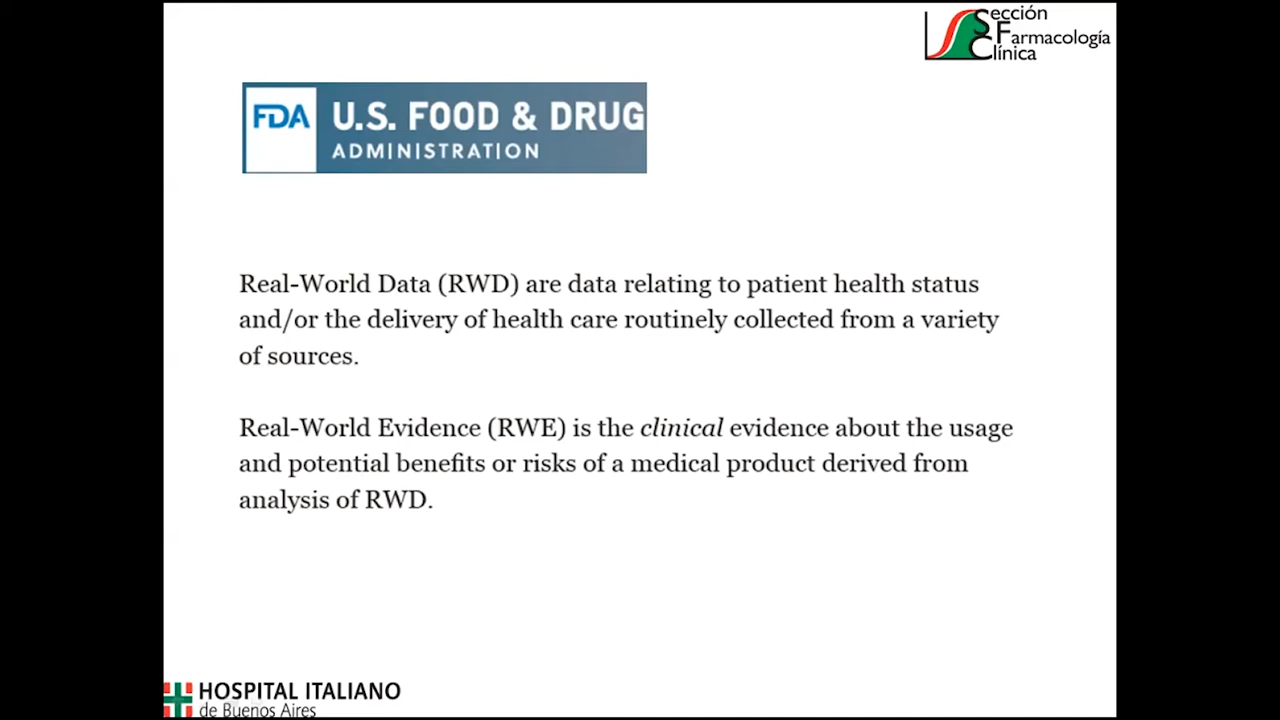 Sección
Farmacología
Clínica
FDA U.S. FOOD & DRUG
ADMINISTRATION
Real-World Data (RWD) are data relating to patient health status
and/or the delivery of health care routinely collected from a variety
of sources.
Real-World Evidence (RWE) is the clinical evidence about the usage
and potential benefits or risks of a medical product derived from
analysis of RWD.
HOSPITAL ITALIANO
de Buenos Aires